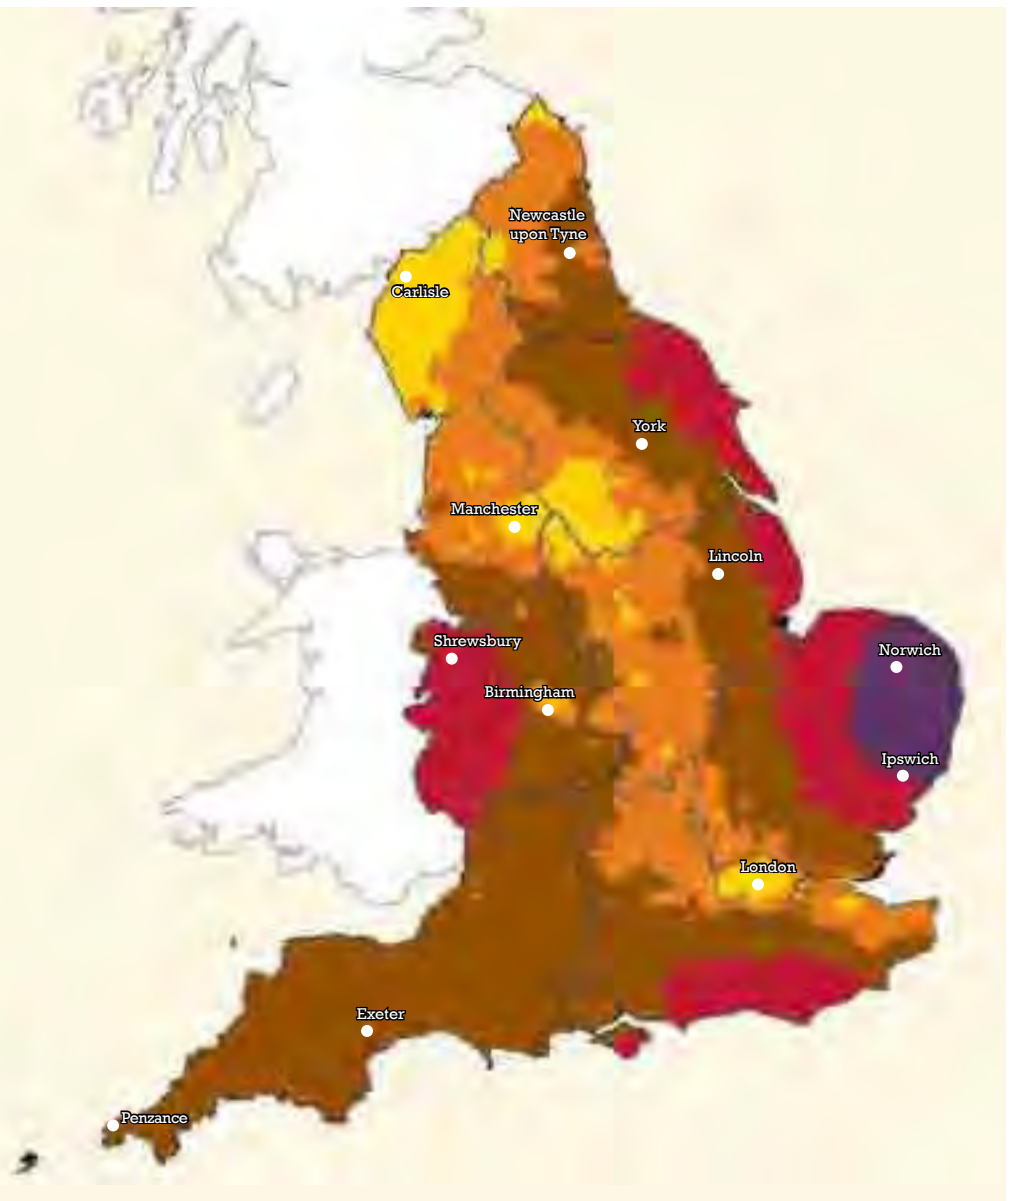 Newcastle
upon Tyne
Carlisle
York
Manchester
Lincoln
Shrewsbury
Norwich
Birmingham
Ipswich
London
Exeter
Penzance